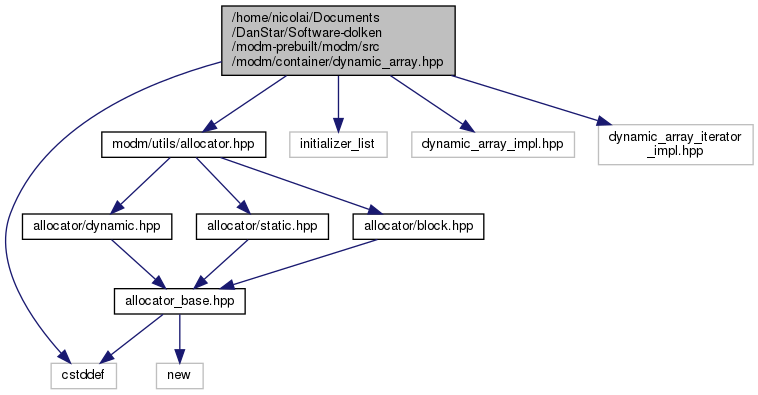 /home/nicolai/Documents
/DanStar/Software-dolken
/modm-prebuilt/modm/src
/modm/container/dynamic_array.hpp
modm/utils/allocator.hpp
initializer_list
dynamic_array_impl.hpp
dynamic_array_iterator
_impl.hpp
allocator/dynamic.hpp
allocator/static.hpp
allocator/block.hpp
allocator_base.hpp
cstddef
new